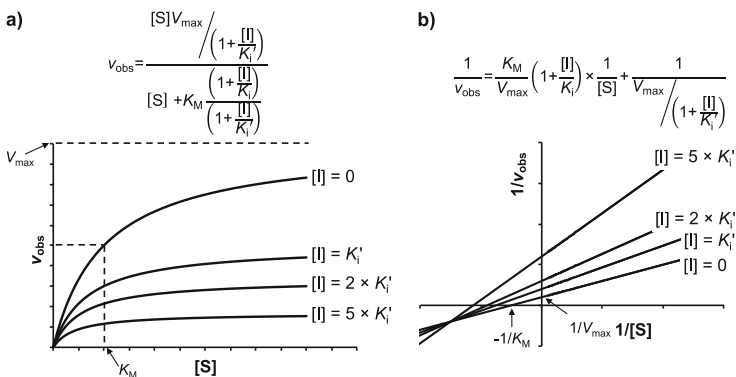 a)
v_obs = [S]V_max / (1 + [I]/K_i')
[S] + K_M (1 + [I]/K_i) / (1 + [I]/K_i')
V_max
v_obs
[I] = 0
[I] = K_i'
[I] = 2 × K_i'
[I] = 5 × K_i'
K_M
[S]
b)
1/v_obs = K_M/V_max (1 + [I]/K_i) × 1/[S] + 1 / V_max / (1 + [I]/K_i')
1/v_obs
[I] = 5 × K_i'
[I] = 2 × K_i'
[I] = K_i'
[I] = 0
-1/K_M
1/V_max
1/[S]